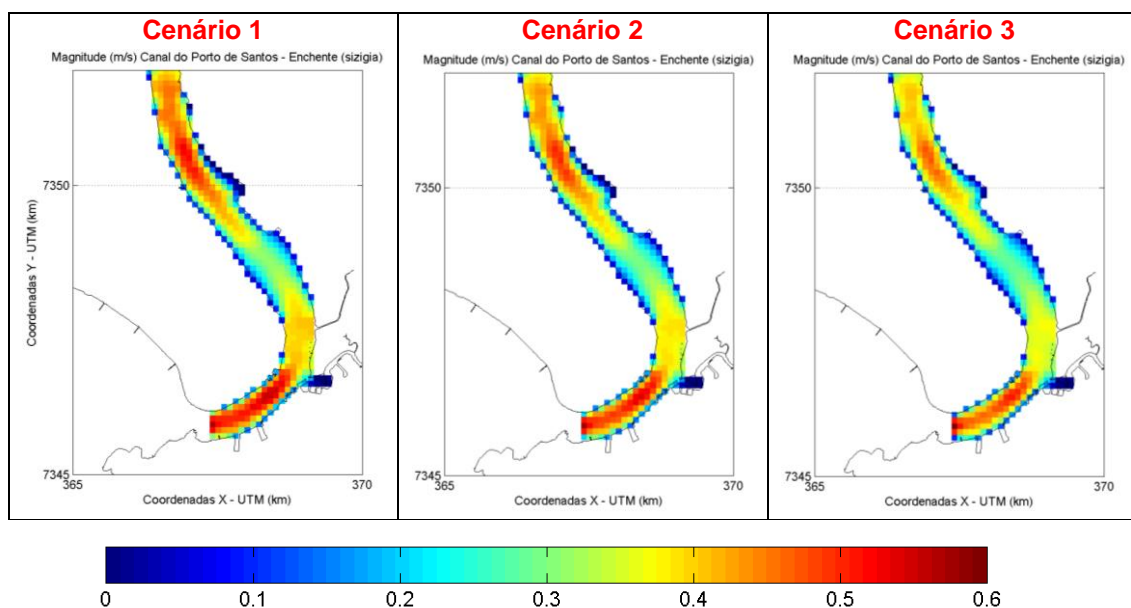 Cenário 1
Magnitude (m/s) Canal do Porto de Santos - Enchente (sizigia)
7350
Coordenadas Y - UTM (km)
7345
365
370
Coordenadas X - UTM (km)
Cenário 2
Magnitude (m/s) Canal do Porto de Santos - Enchente (sizigia)
7350
7345
365
370
Coordenadas X - UTM (km)
Cenário 3
Magnitude (m/s) Canal do Porto de Santos - Enchente (sizigia)
7350
7345
365
370
Coordenadas X - UTM (km)
0 0.1 0.2 0.3 0.4 0.5 0.6